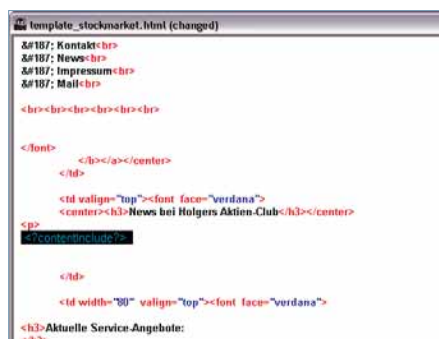 template_stockmarket.html (changed)
&#187; Kontakt<br>
&#187; News<br>
&#187; Impressum<br>
&#187; Mail<br>
<br><br><br><br><br><br>
</font>
</b></a></center>
</td>
<td valign="top"><font face="verdana">
<center><h3>News bei Holgers Aktien-Club</h3></center>
<p>
<?contentinclude?>
</td>
<td width="80" valign="top"><font face="verdana">
<h3>Aktuelle Service-Angebote: